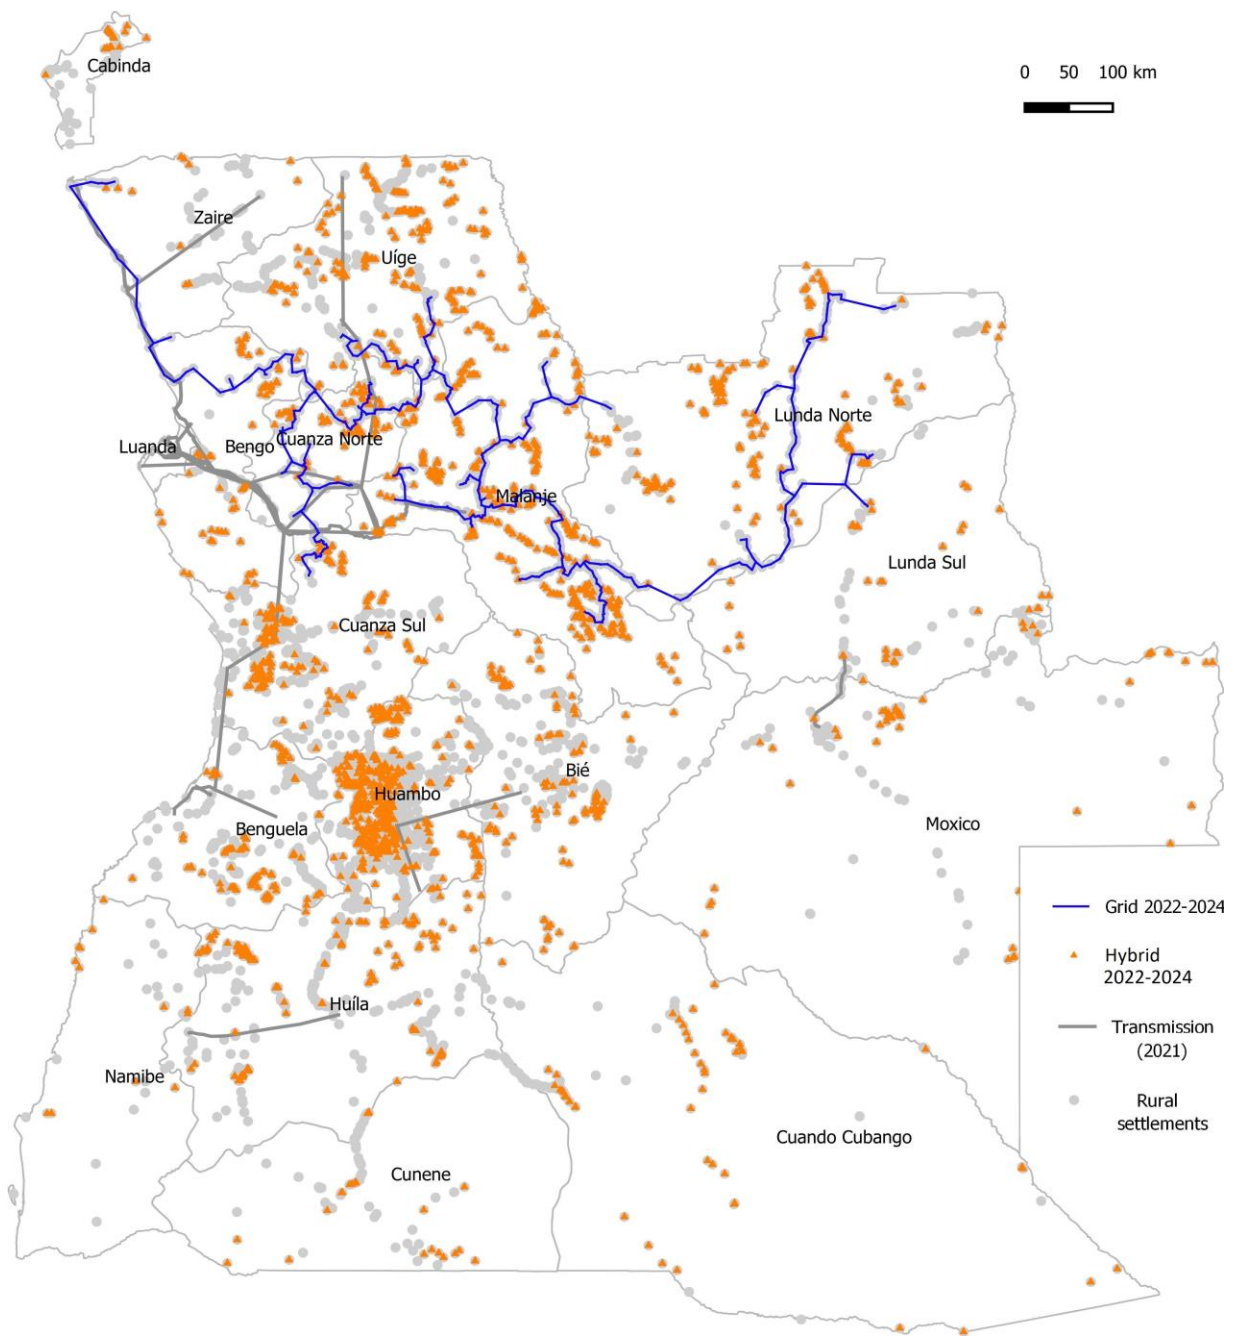 Cabinda
0 50 100 km
Zaire
Uíge
Lunda Norte
Luanda
Bengo
Cuanza Norte
Malanje
Lunda Sul
Cuanza Sul
Bié
Huambo
Benguela
Moxico
Grid 2022-2024
Hybrid
2022-2024
Huíla
Transmission
(2021)
Namibe
Rural
settlements
Cuando Cubango
Cunene